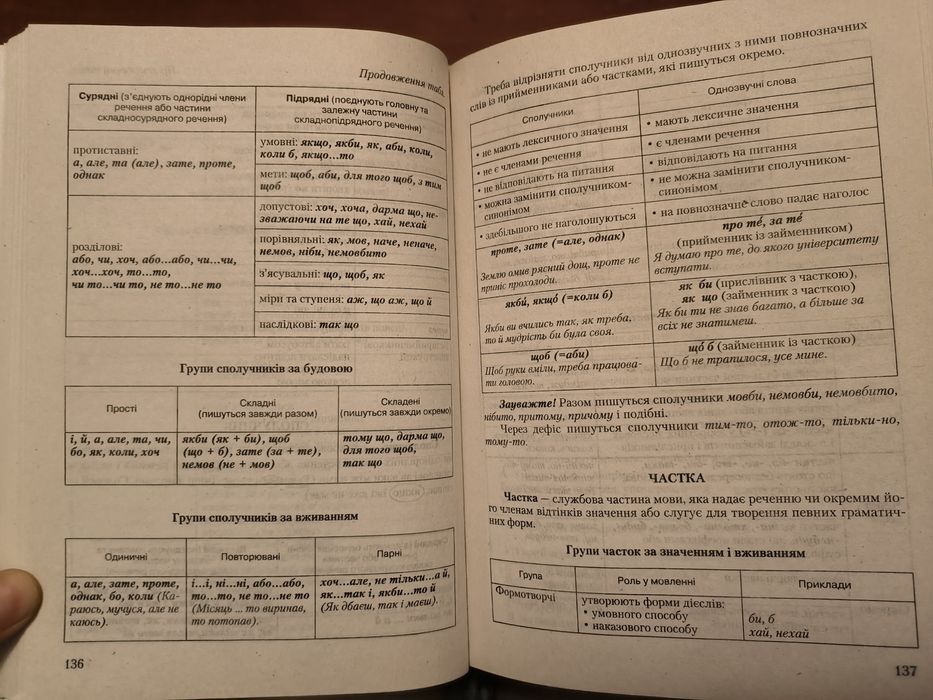 Продовження табл.
Сурядні (з’єднують однорідні члени
речення або частини
складносурядного речення)
Підрядні (поєднують головну та
залежну частини
складнопідрядного речення)
протиставні:
а, але, та (але), зате, проте,
однак
умовні: якщо, якби, як, аби, коли,
коли б, якщо...то
мети: щоб, аби, для того щоб, з тим
щоб
розділові:
або, чи, хоч, або...або, чи...чи,
хоч...хоч, то...то,
чи то...чи то, не то...не то
допустові: хоч, хоча, дарма що, не-
зважаючи на те що, хай, нехай
порівняльні: як, мов, наче, неначе,
немов, ніби, немовбито
з’ясувальні: що, щоб, як
міри та ступеня: аж, що аж, що й
наслідкові: так що
Групи сполучників за будовою
Прості
Складні
(пишуться завжди разом)
Складені
(пишуться завжди окремо)
і, й, а, але, та, чи,
бо, як, коли, хоч
якби (як + би), щоб
(що + б), зате (за + те),
немов (не + мов)
тому що, дарма що,
для того щоб,
так що
Групи сполучників за вживанням
Одиничні
Повторювані
Парні
а, але, зате, проте,
однак, бо, коли (Ка-
раюсь, мучуся, але не
каюсь).
і...і, ні...ні, або...або,
то...то, не то...не то
(Місяць ... то виринав,
то потопав).
хоч...але, не тільки...а й,
як...так і, якби...то й
(Як дбаєш, так і маєш).
136
Треба відрізняти сполучники від однозвучних з ними повнозначних
слів із прийменниками або частками, які пишуться окремо.
Сполучники
Однозвучні слова
• не мають лексичного значення
• не є членами речення
• не відповідають на питання
• можна замінити сполучником-
синонімом
• здебільшого не наголошуються
• мають лексичне значення
• є членами речення
• відповідають на питання
• не можна замінити сполучником-
синонімом
• на повнозначне слово падає наголос
проте, зате (=але, однак)
Землю омив рясний дощ, проте не
приніс прохолоди.
про те́, за те́
(прийменник із займенником)
Я думаю про те, до якого університету
вступати.
якби́, якщо́ (=коли б)
Якби ви вчились так, як треба,
то й мудрість би була своя.
як би (прислівник з часткою),
як що (займенник з часткою)
Як би ти не знав багато, а більше за
всіх не знатимеш.
щоб (=аби)
Щоб руки вміли, треба працюва-
ти головою.
що́ б (займенник із часткою)
Що б не трапилося, усе мине.
Зауважте! Разом пишуться сполучники мовби, немовби, немовбито,
нібито, притому, причому і подібні.
Через дефіс пишуться сполучники тим-то, отож-то, тільки-но,
тому-то.
ЧАСТКА
Частка – службова частина мови, яка надає реченню чи окремим йо-
го членам відтінків значення або слугує для творення певних граматич-
них форм.
Групи часток за значенням і вживанням
Група
Роль у мовленні
Приклади
Формотворчі
утворюють форми дієслів:
• умовного способу
• наказового способу
би, б
хай, нехай
137